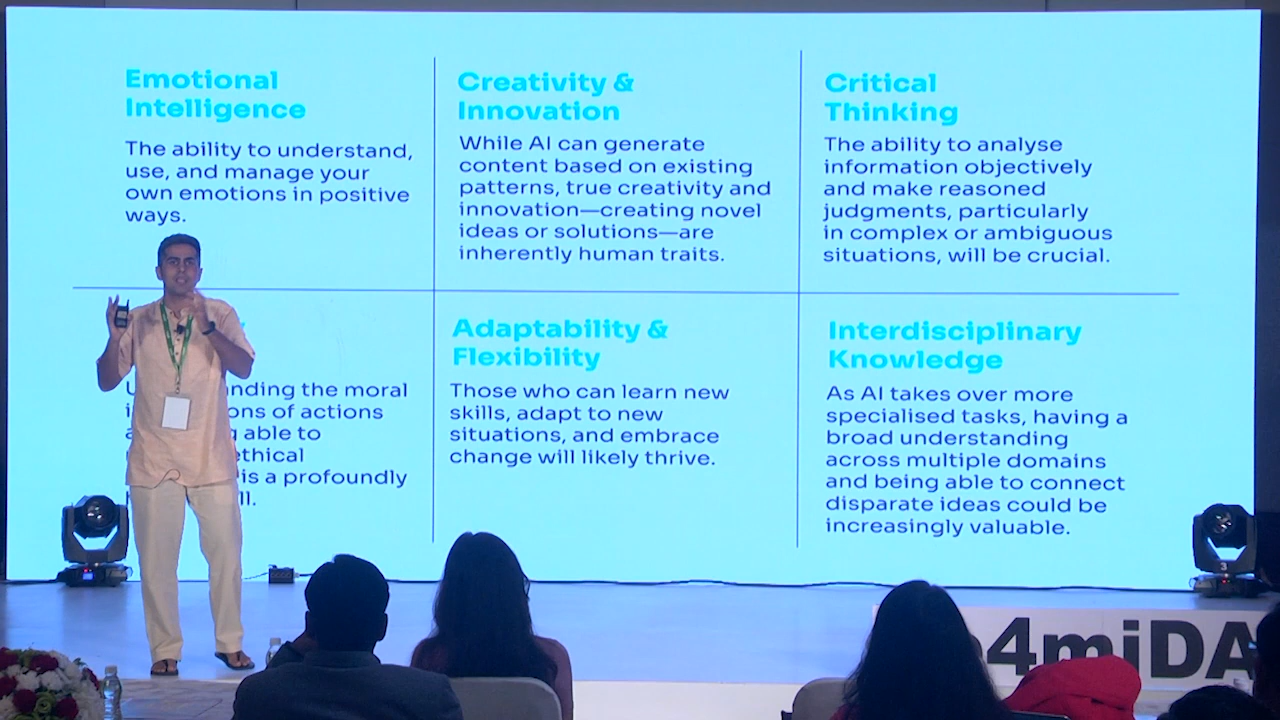 Emotional
Intelligence
The ability to understand,
use, and manage your
own emotions in positive
ways.
Creativity &
Innovation
While AI can generate
content based on existing
patterns, true creativity and
innovation—creating novel
ideas or solutions—are
inherently human traits.
Critical
Thinking
The ability to analyse
information objectively
and make reasoned
judgments, particularly
in complex or ambiguous
situations, will be crucial.
the moral
of actions
able to
ethical
is a profoundly
Adaptability &
Flexibility
Those who can learn new
skills, adapt to new
situations, and embrace
change will likely thrive.
Interdisciplinary
Knowledge
As AI takes over more
specialised tasks, having a
broad understanding
across multiple domains
and being able to connect
disparate ideas could be
increasingly valuable.
4miDA
3